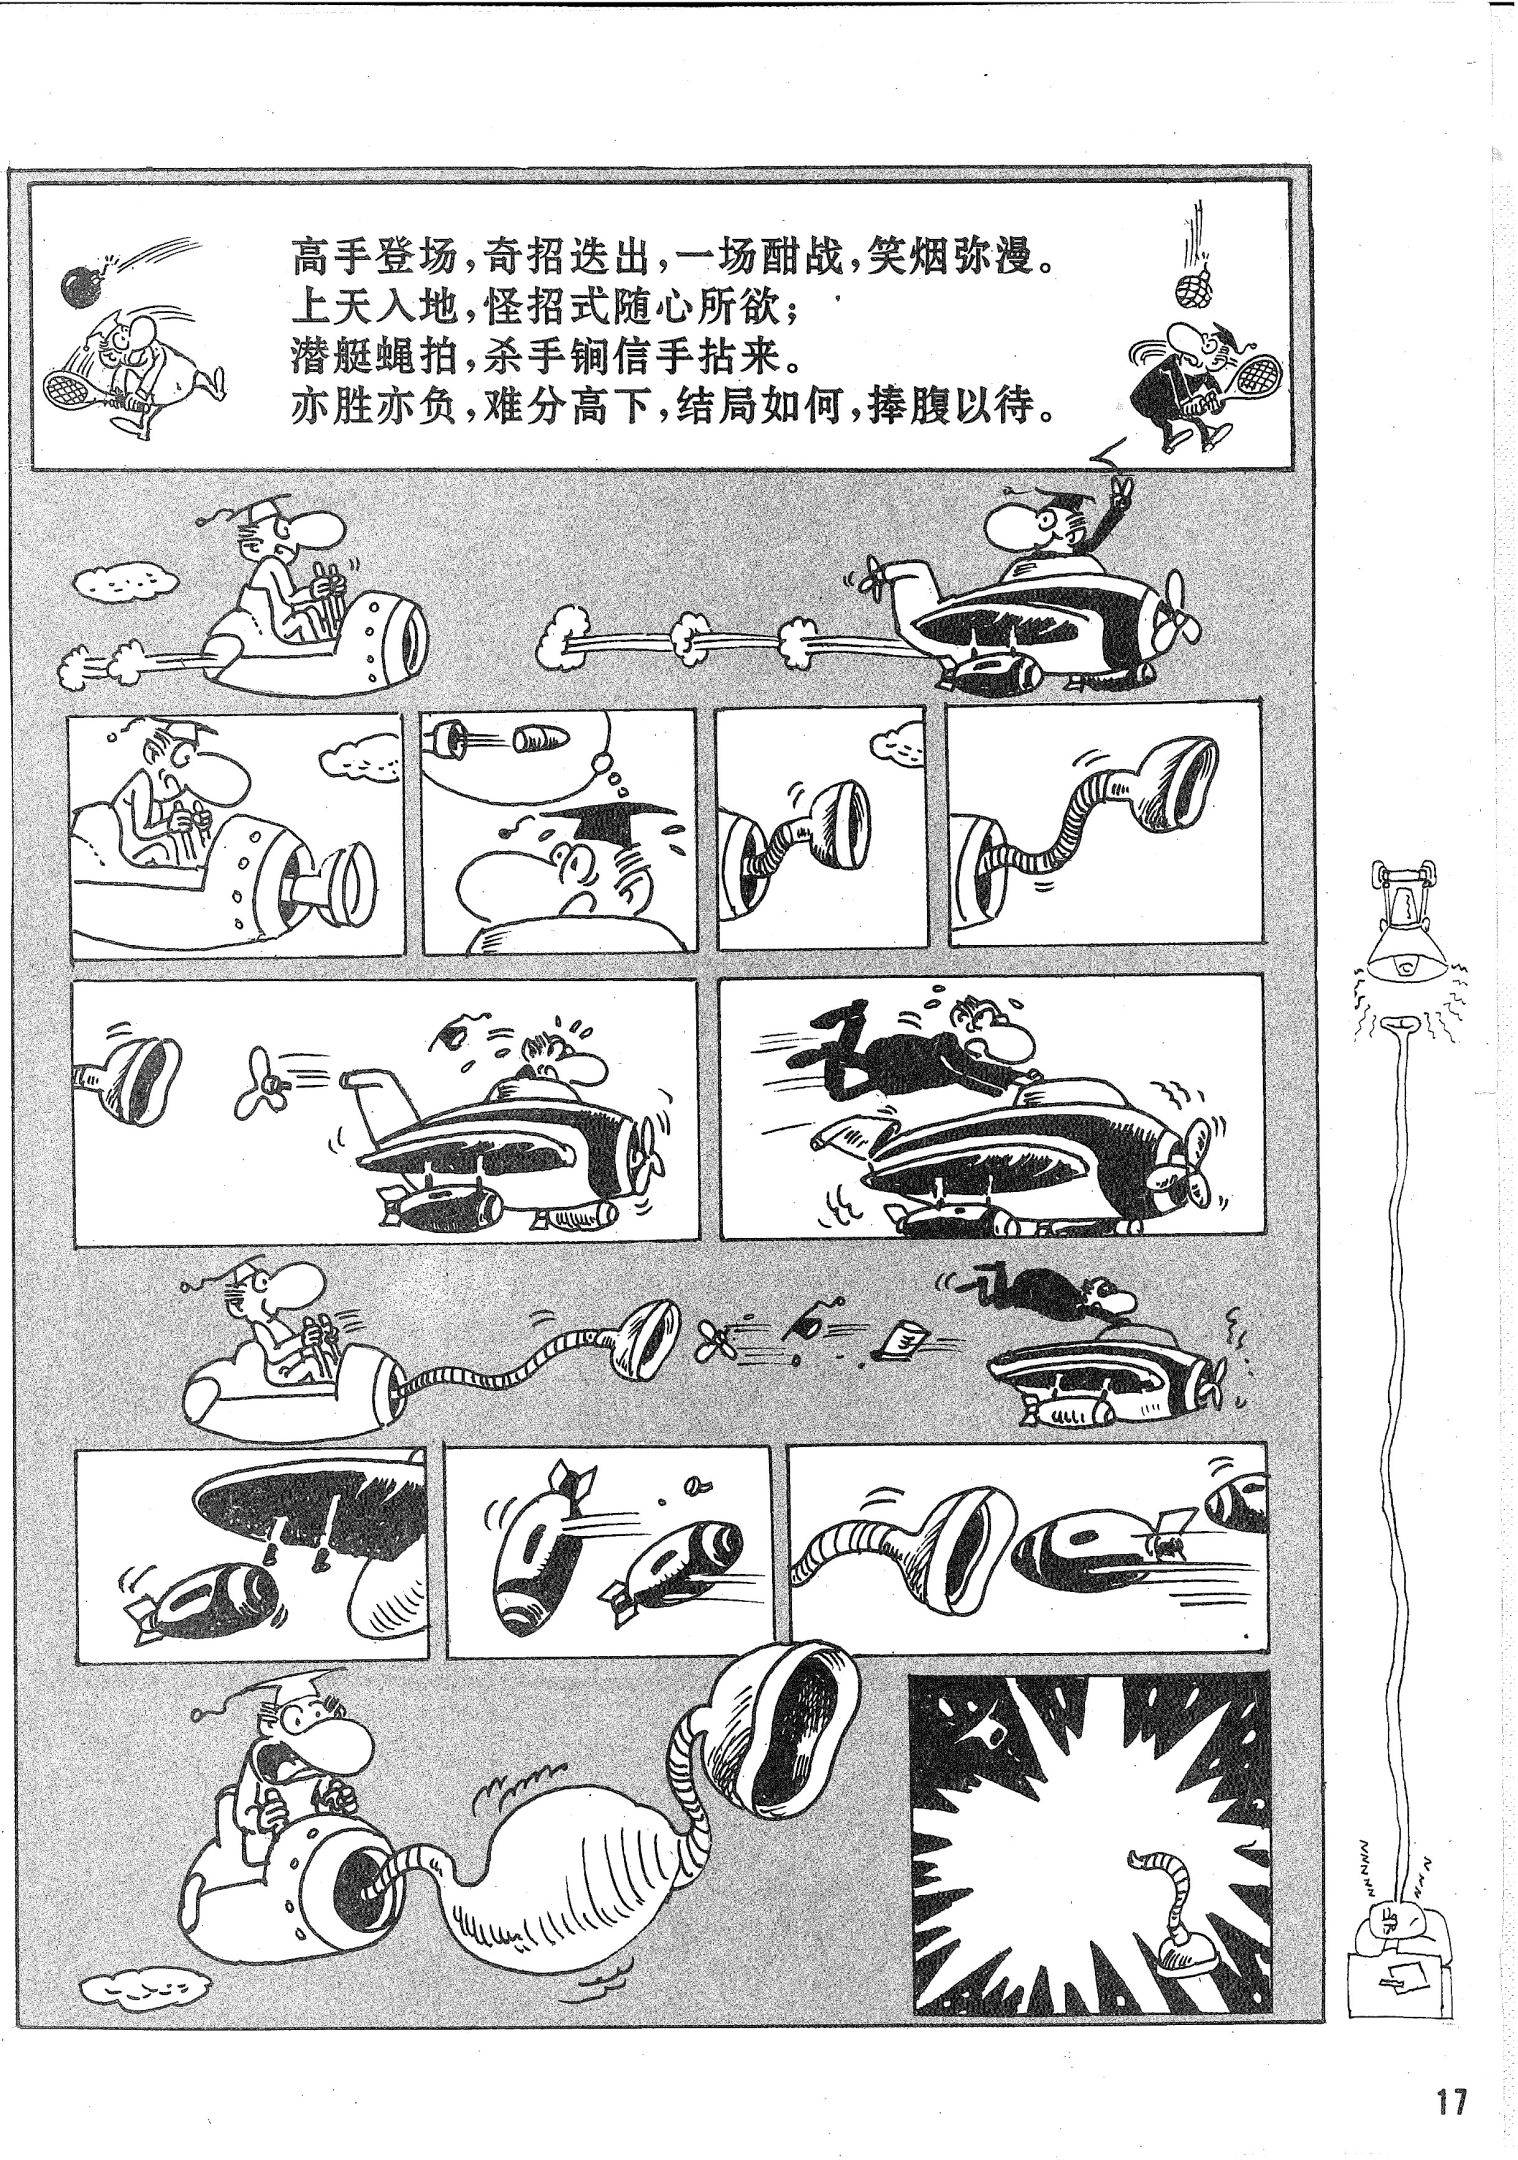 高手登场，奇招迭出，一场酣战，笑烟弥漫。
上天入地，怪招式随心所欲；
潜艇蝇拍，杀手锏信手拈来。
亦胜亦负，难分高下，结局如何，捧腹以待。
17